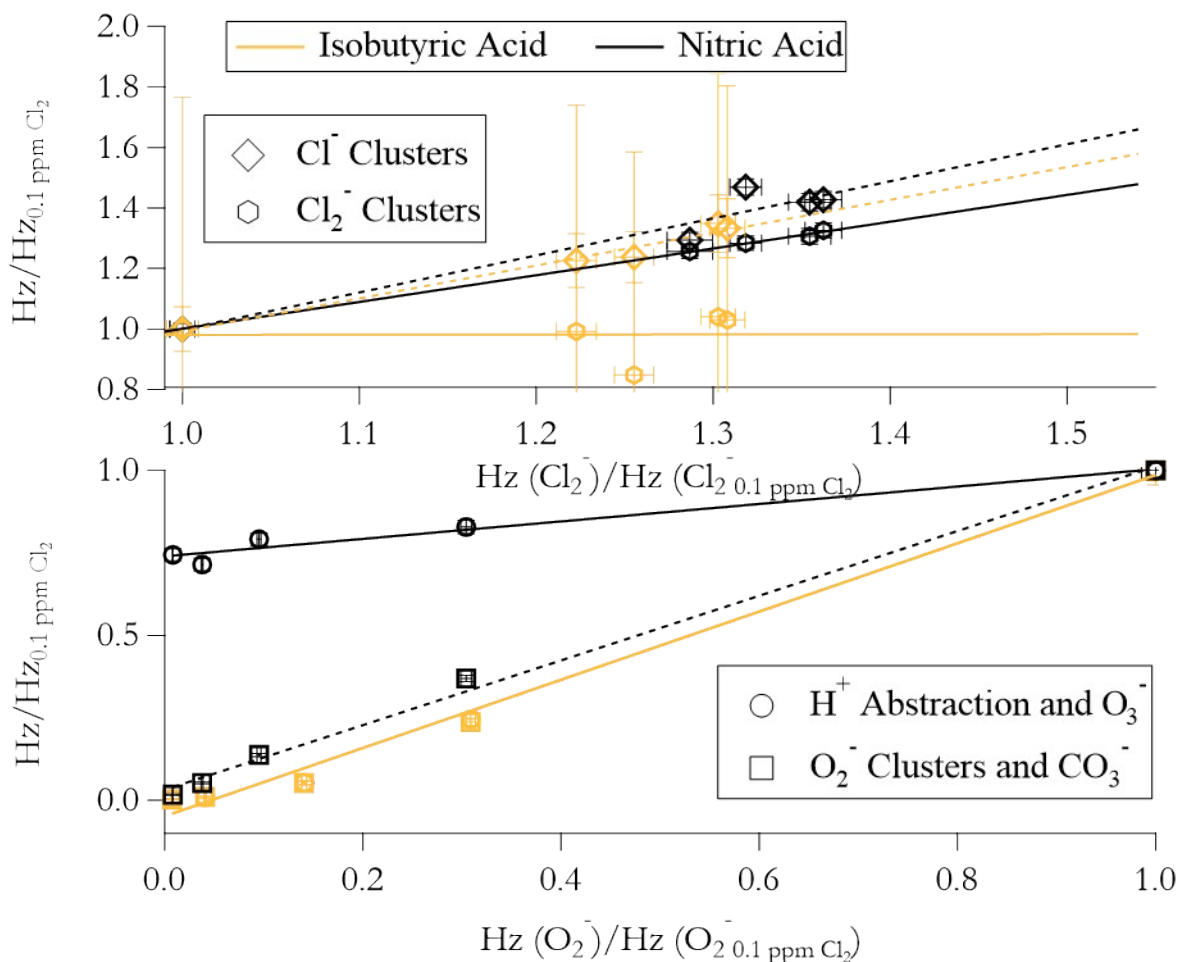 Isobutyric Acid Nitric Acid
Cl⁻ Clusters
Cl₂⁻ Clusters
Hz/Hz₀.₁ ppm Cl₂
2.0
1.8
1.6
1.4
1.2
1.0
0.8
1.0 1.1 1.2 1.3 1.4 1.5
Hz (Cl₂⁻)/Hz (Cl₂⁻ ₀.₁ ppm Cl₂)
Hz/Hz₀.₁ ppm Cl₂
1.0
0.5
0.0
H⁺ Abstraction and O₃⁻
O₂⁻ Clusters and CO₃⁻
0.0 0.2 0.4 0.6 0.8 1.0
Hz (O₂⁻)/Hz (O₂⁻ ₀.₁ ppm Cl₂)